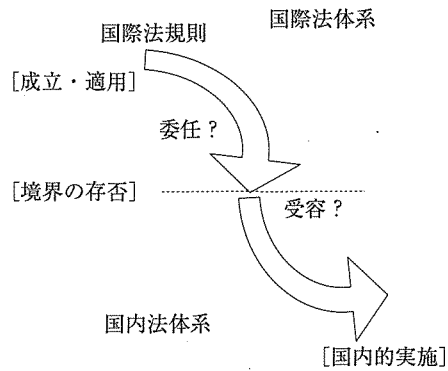 国際法体系
国際法規則
[成立・適用]
委任？
[境界の存否]
受容？
国内法体系
[国内的実施]